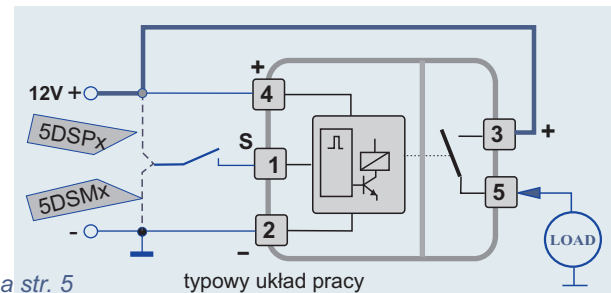 +
12V +
4
5DSPx
S
3
+
1
5
5DSMx
2
-
−
LOAD
a str. 5
typowy układ pracy